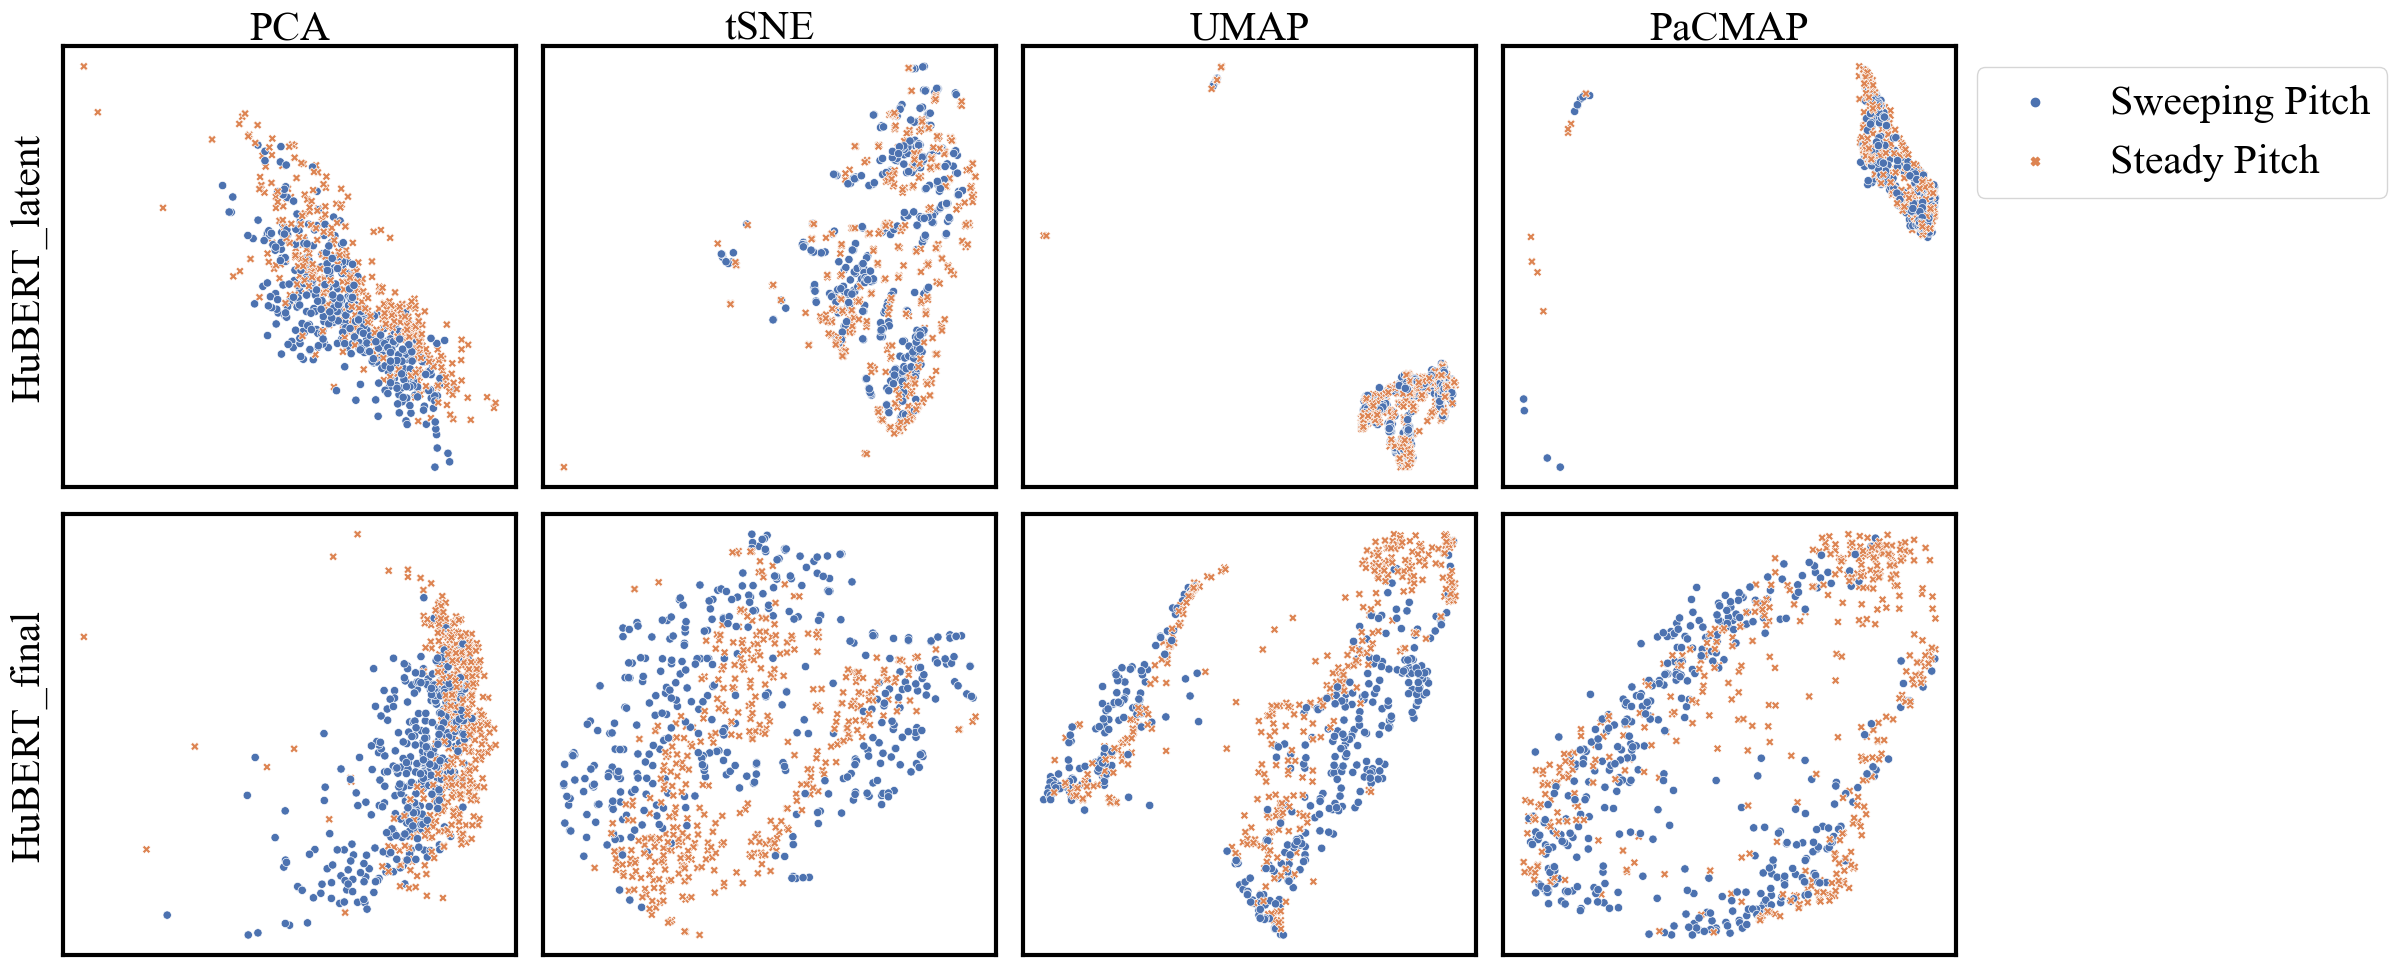 PCA
tSNE
UMAP
PaCMAP
Sweeping Pitch
Steady Pitch
HuBERT_latent
HuBERT_final